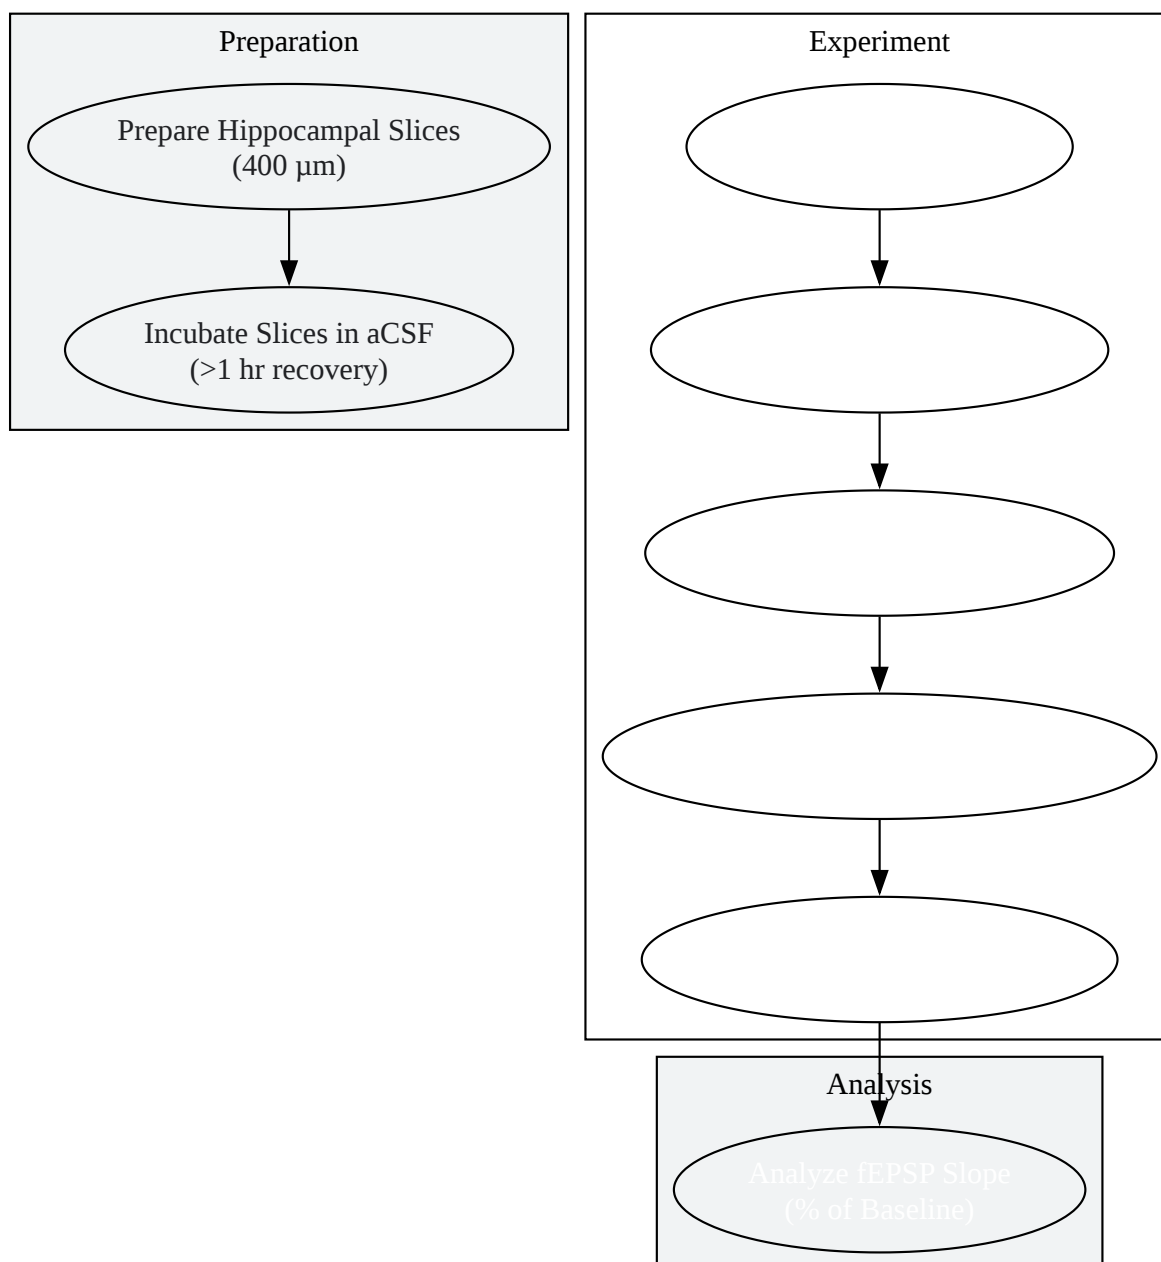 Preparation
Prepare Hippocampal Slices
(400 µm)
Incubate Slices in aCSF
(>1 hr recovery)
Experiment
Analysis
Analyze fEPSP Slope
(% of Baseline)